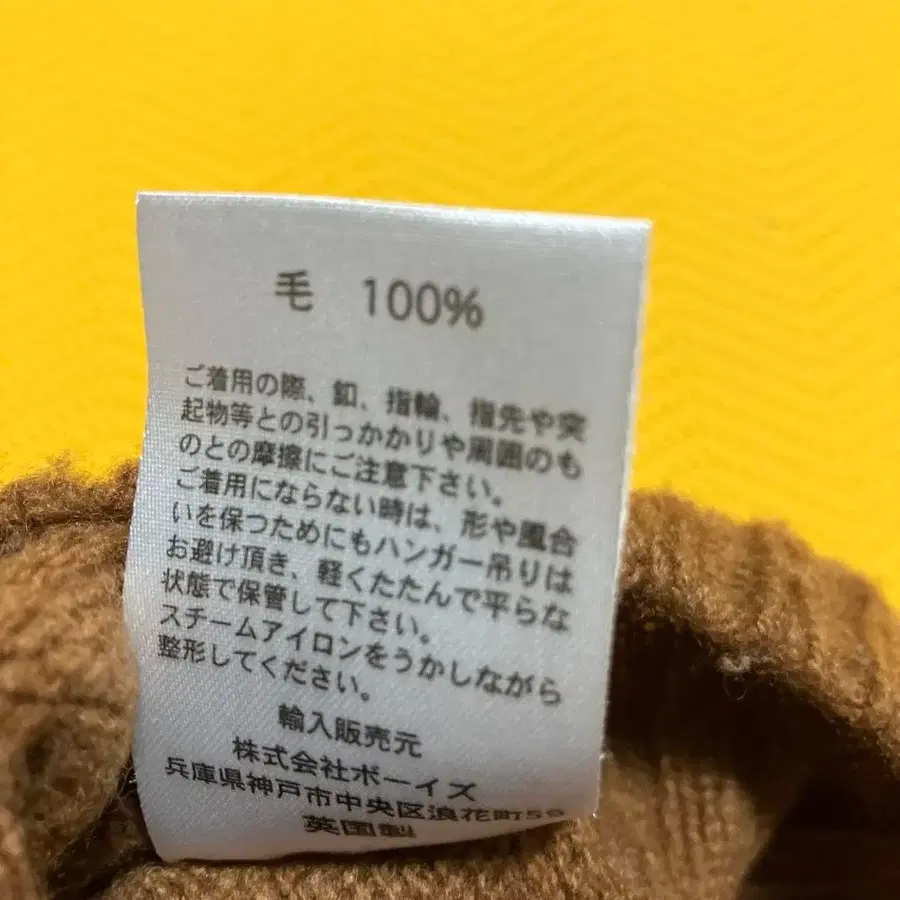 毛 100%
ご着用の際、釦、指輪、指先や突
起物等との引っかかりや周囲のも
のとの摩擦にご注意下さい。
ご着用にならない時は、形や風合
いを保つためにもハンガー吊りは
お避け頂き、軽くたたんで平らな
状態で保管して下さい。
スチームアイロンをうかしながら
整形してください。
輸入販売元
株式会社ボーイズ
兵庫県神戸市中央区浪花町59
英国製